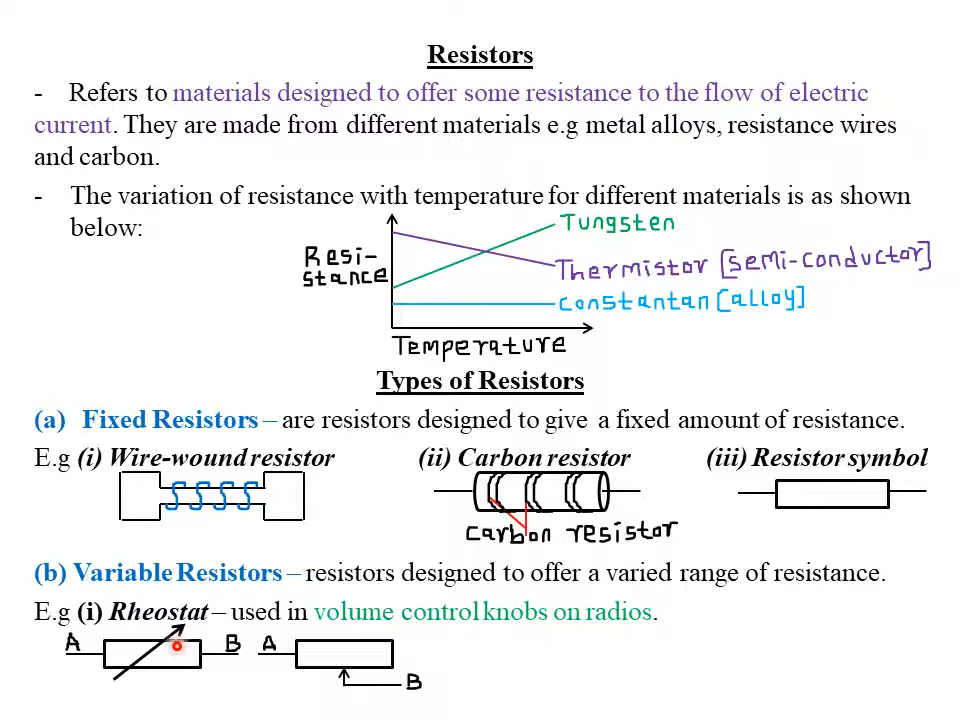 Resistors
- Refers to materials designed to offer some resistance to the flow of electric
current. They are made from different materials e.g metal alloys, resistance wires
and carbon.
- The variation of resistance with temperature for different materials is as shown
below:
Tungsten
Resi-
stance
Thermistor [semi-conductor]
constantan [alloy]
Temperature
Types of Resistors
(a) Fixed Resistors – are resistors designed to give a fixed amount of resistance.
E.g (i) Wire-wound resistor (ii) Carbon resistor (iii) Resistor symbol
carbon resistor
(b) Variable Resistors – resistors designed to offer a varied range of resistance.
E.g (i) Rheostat – used in volume control knobs on radios.
A B A
B